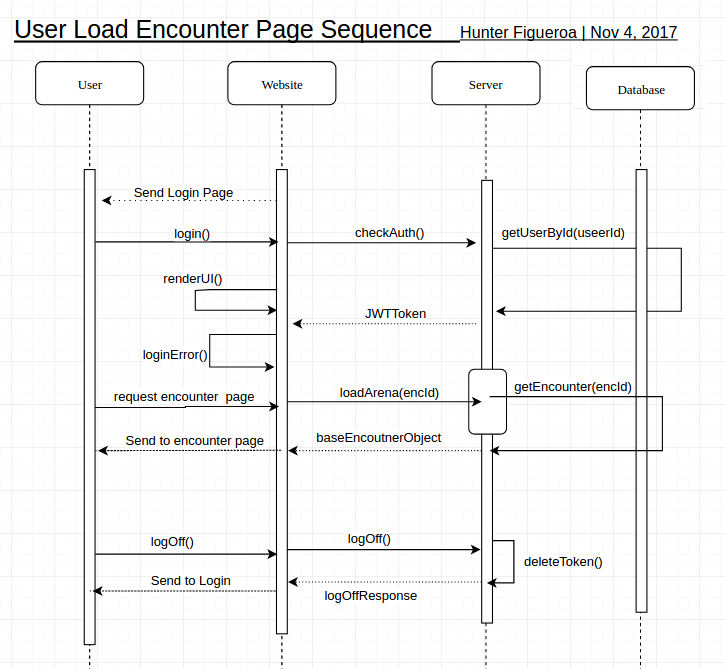 User Load Encounter Page Sequence
Hunter Figueroa | Nov 4, 2017
User
Website
Server
Database
Send Login Page
login()
checkAuth()
getUserById(useerId)
renderUI()
JWTToken
loginError()
request encounter page
loadArena(encId)
getEncounter(encId)
Send to encounter page
baseEncoutnerObject
logOff()
logOff()
deleteToken()
Send to Login
logOffResponse